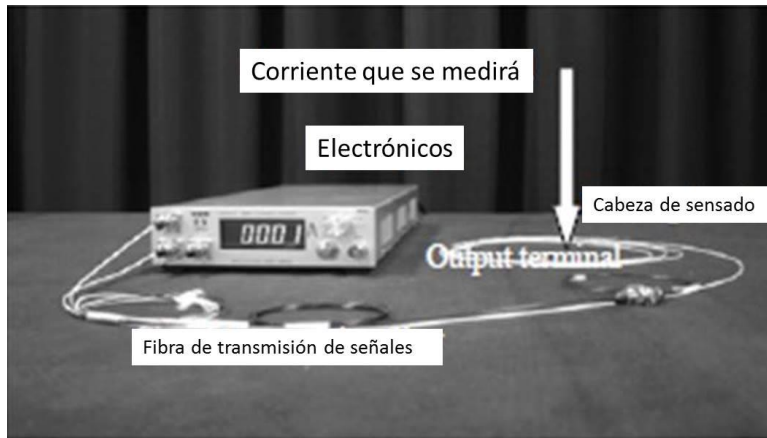 Corriente que se medirá
Electrónicos
Cabeza de sensado
0001 A
Output terminal
Fibra de transmisión de señales